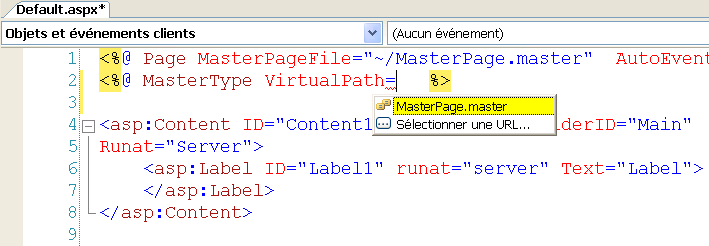 Default.aspx*
Objets et événements clients (Aucun événement)
1 <%@ Page MasterPageFile="~/MasterPage.master" AutoEvent
2 <%@ MasterType VirtualPath= %>
3
MasterPage.master
4 <asp:Content ID="Content1 derID="Main"
Sélectionner une URL...
5 Runat="Server">
6 <asp:Label ID="Label1" runat="server" Text="Label">
7 </asp:Label>
8 </asp:Content>
9